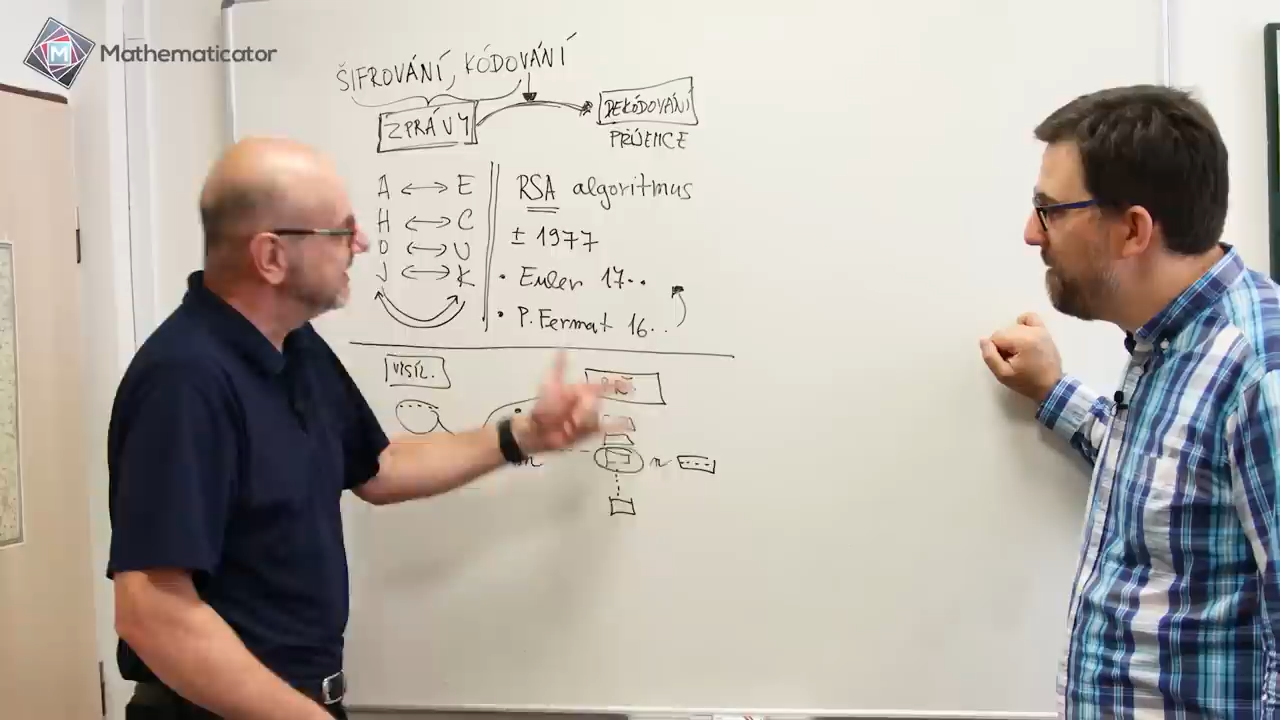 Mathematicator
ŠIFROVÁNÍ, KÓDOVÁNÍ
ZPRÁVY
DEKÓDOVÁNÍ
PŘÍJEMCE
A ↔ E
H ↔ C
O ↔ U
J ↔ K
RSA algoritmus
± 1977
• Euler 17..
• P. Fermat 16..
VYSÍL.
n